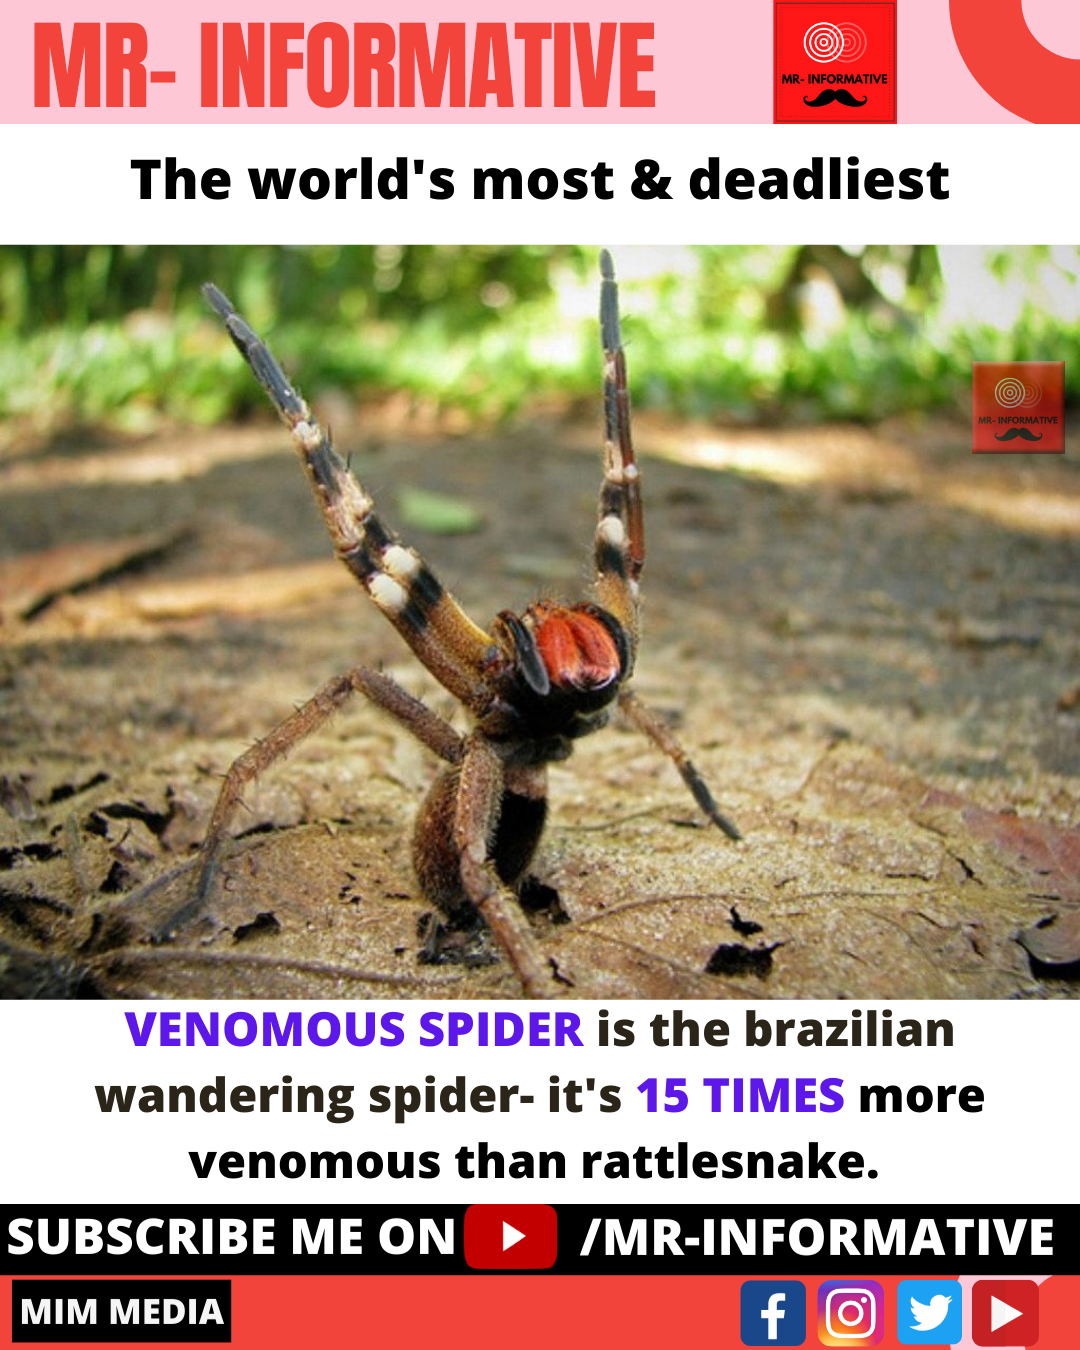 MR- INFORMATIVE
MR- INFORMATIVE
The world's most & deadliest
MR- INFORMATIVE
VENOMOUS SPIDER is the brazilian
wandering spider- it's 15 TIMES more
venomous than rattlesnake.
SUBSCRIBE ME ON /MR-INFORMATIVE
MIM MEDIA